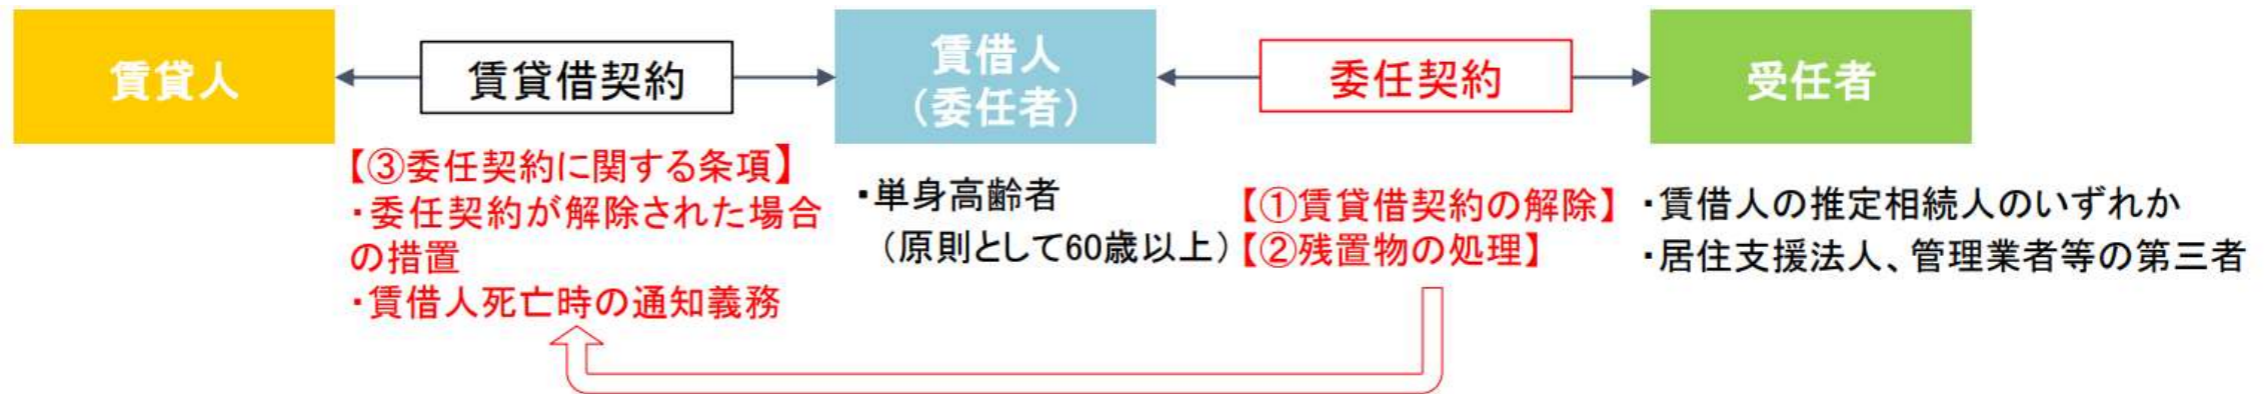 賃貸人
賃貸借契約
賃借人
（委任者）
委任契約
受任者
【③委任契約に関する条項】
・委任契約が解除された場合
の措置
・賃借人死亡時の通知義務
・単身高齢者
（原則として60歳以上）
【①賃貸借契約の解除】
【②残置物の処理】
・賃借人の推定相続人のいずれか
・居住支援法人、管理業者等の第三者